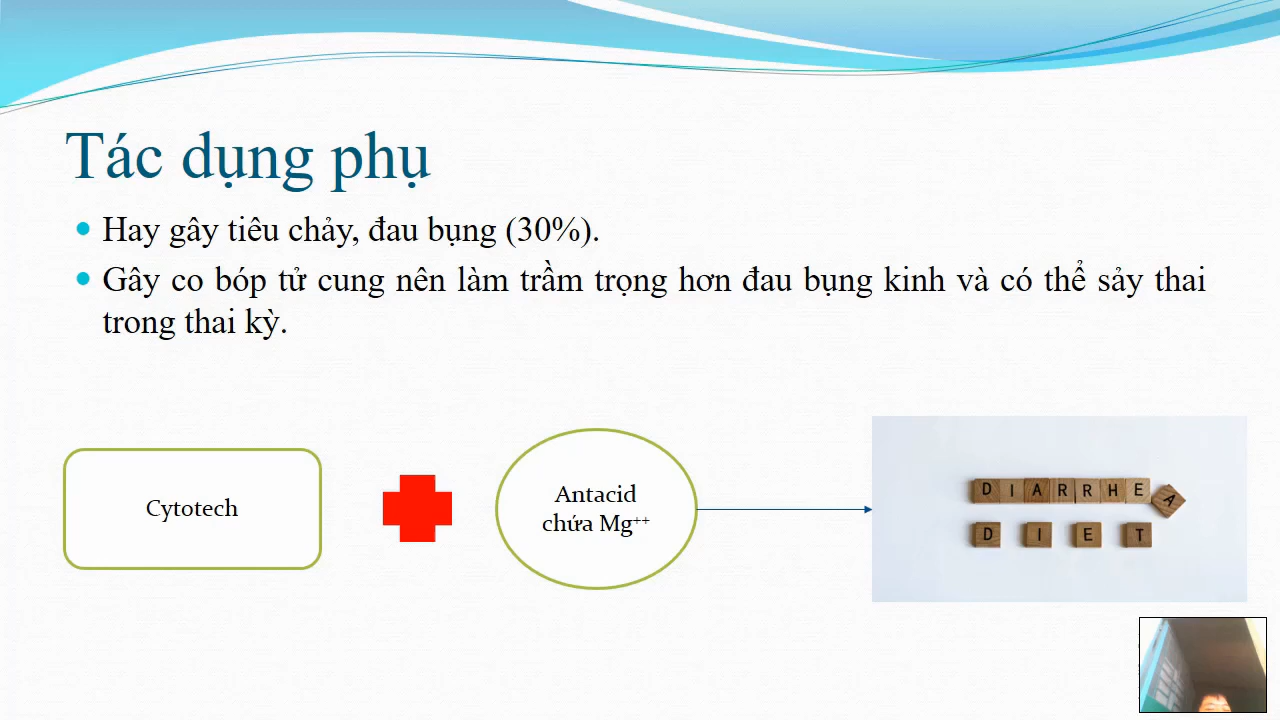 Tác dụng phụ
Hay gây tiêu chảy, đau bụng (30%).
Gây co bóp tử cung nên làm trầm trọng hơn đau bụng kinh và có thể sảy thai
trong thai kỳ.
Cytotech
Antacid
chứa Mg⁺⁺
DIARRHEA
DIET